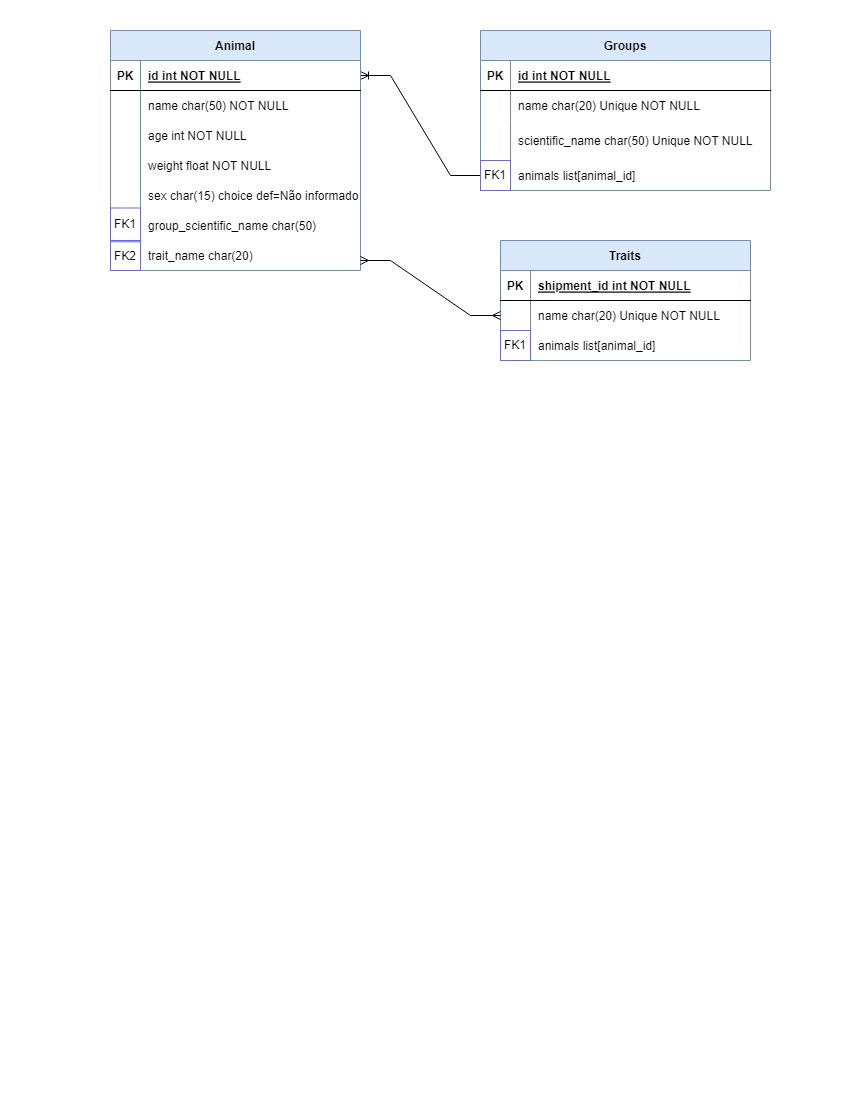 Animal
PK id int NOT NULL
name char(50) NOT NULL
age int NOT NULL
weight float NOT NULL
sex char(15) choice def=Não informado
FK1 group_scientific_name char(50)
FK2 trait_name char(20)
Groups
PK id int NOT NULL
name char(20) Unique NOT NULL
scientific_name char(50) Unique NOT NULL
FK1 animals list[animal_id]
Traits
PK shipment_id int NOT NULL
name char(20) Unique NOT NULL
FK1 animals list[animal_id]